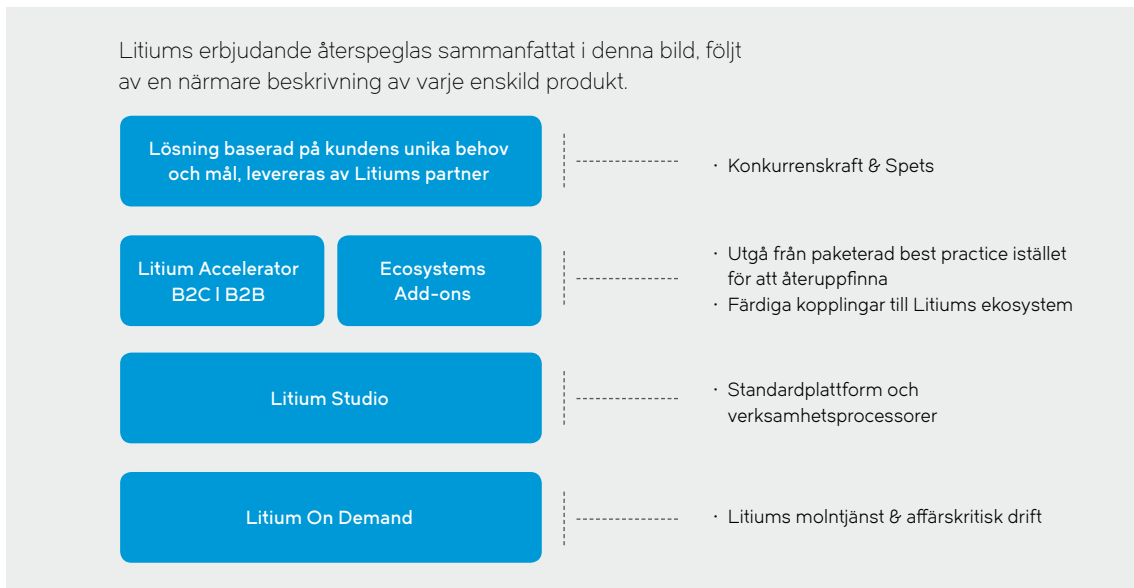 Litiums erbjudande återspeglas sammanfattat i denna bild, följt
av en närmare beskrivning av varje enskild produkt.
Lösning baserad på kundens unika behov
och mål, levereras av Litiums partner
· Konkurrenskraft & Spets
Litium Accelerator
B2C | B2B
Ecosystems
Add-ons
· Utgå från paketerad best practice istället
för att återuppfinna
· Färdiga kopplingar till Litiums ekosystem
Litium Studio
· Standardplattform och
verksamhetsprocessorer
Litium On Demand
· Litiums molntjänst & affärskritisk drift